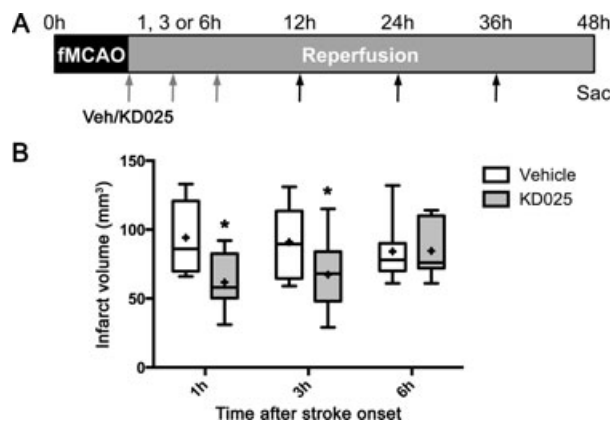 A
0h 1, 3 or 6h 12h 24h 36h 48h
fMCAO Reperfusion
Veh/KD025 Sac
B
Infarct volume (mm³)
150
100
50
0
* *
Vehicle
KD025
1h 3h 6h
Time after stroke onset